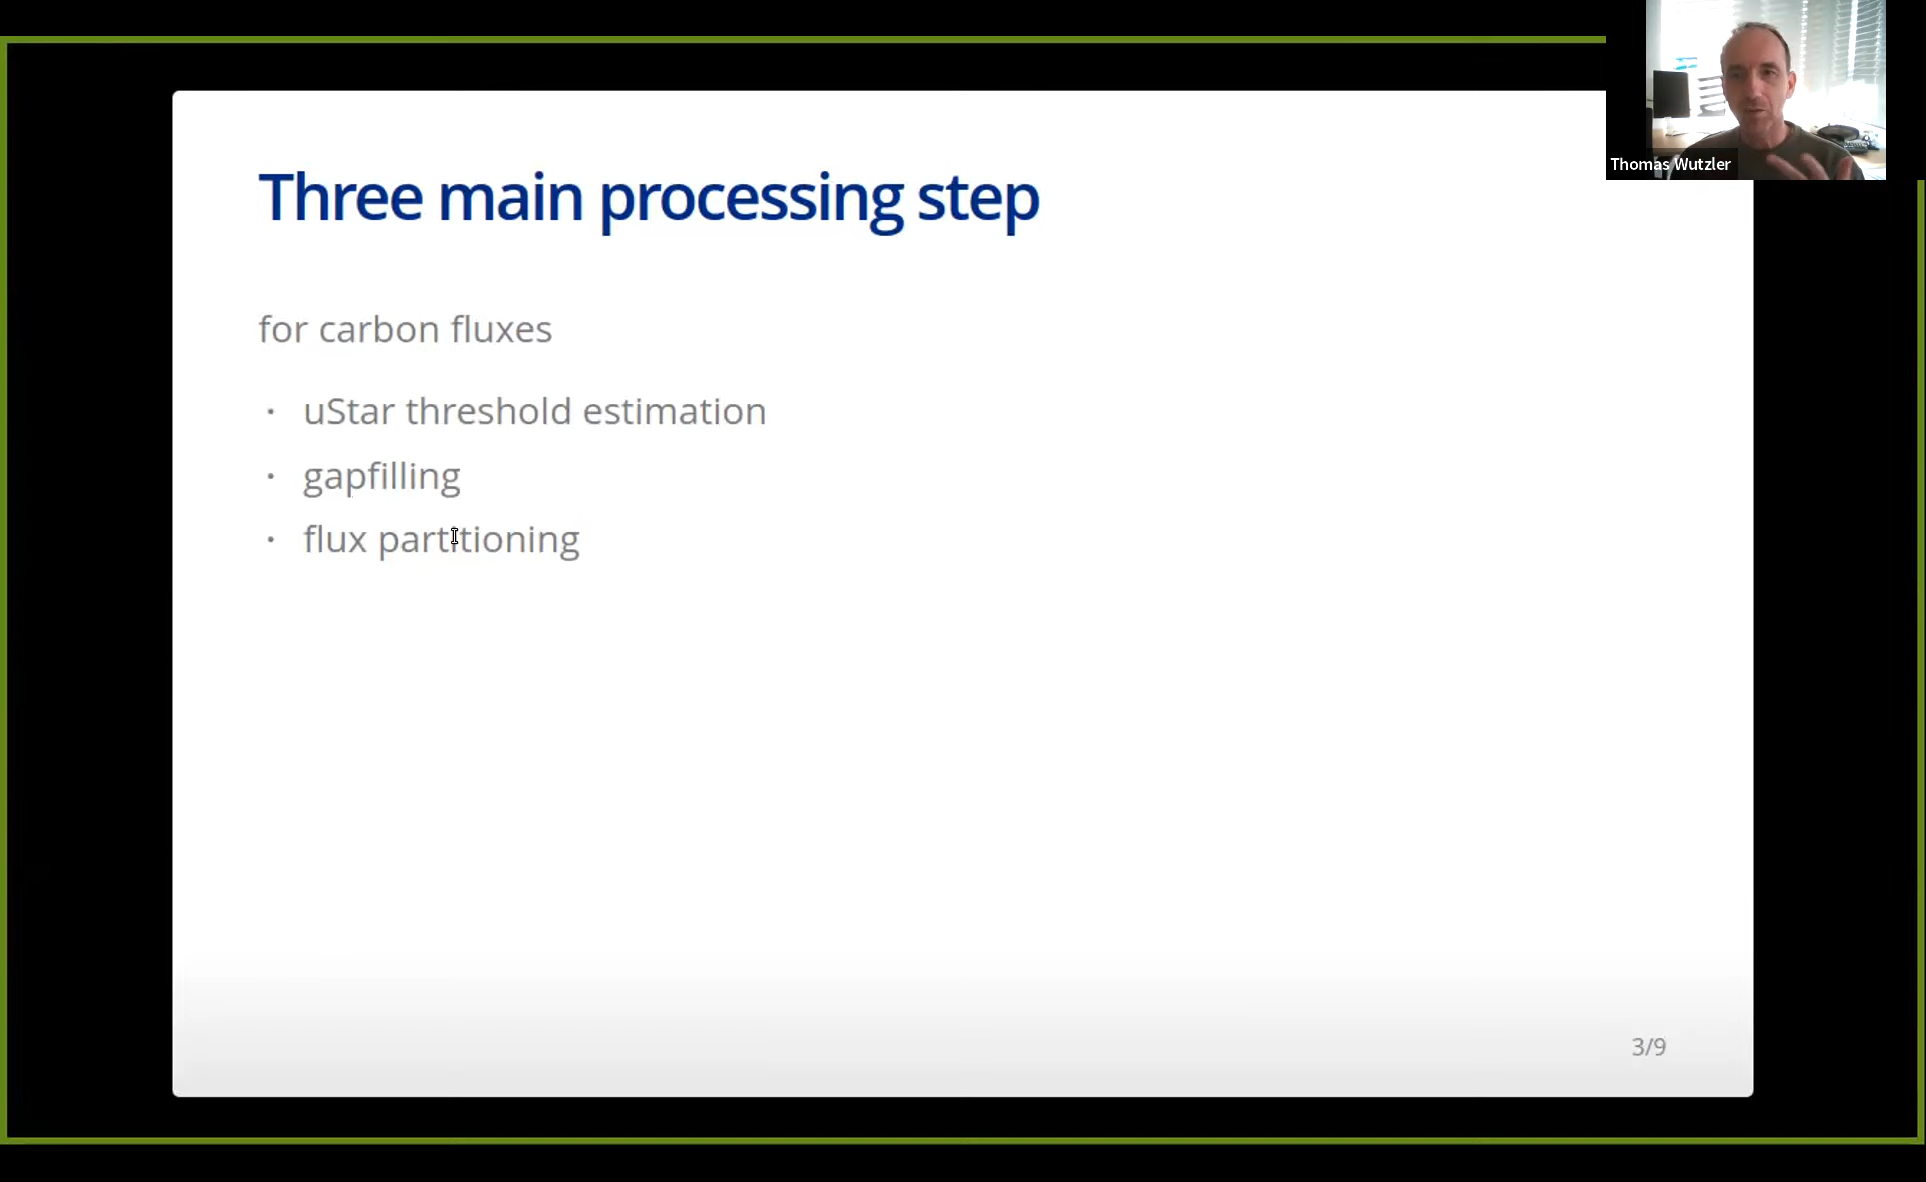 Thomas Wutzler
Three main processing step
for carbon fluxes
· uStar threshold estimation
· gapfilling
· flux partitioning
3/9